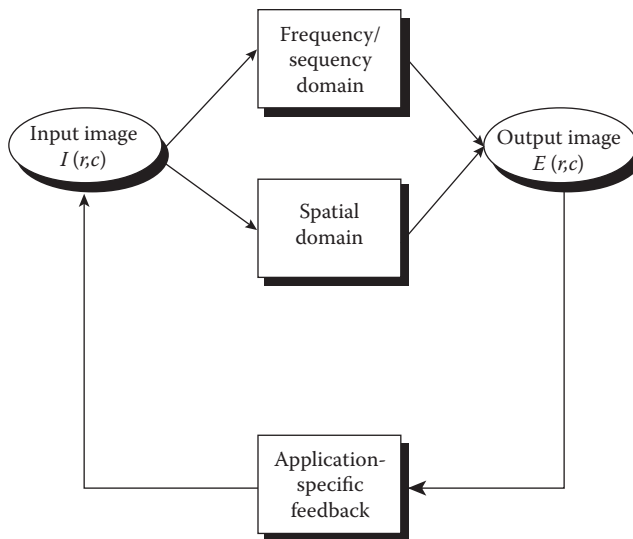 Frequency/
sequency
domain
Input image
I (r,c)
Output image
E (r,c)
Spatial
domain
Application-
specific
feedback